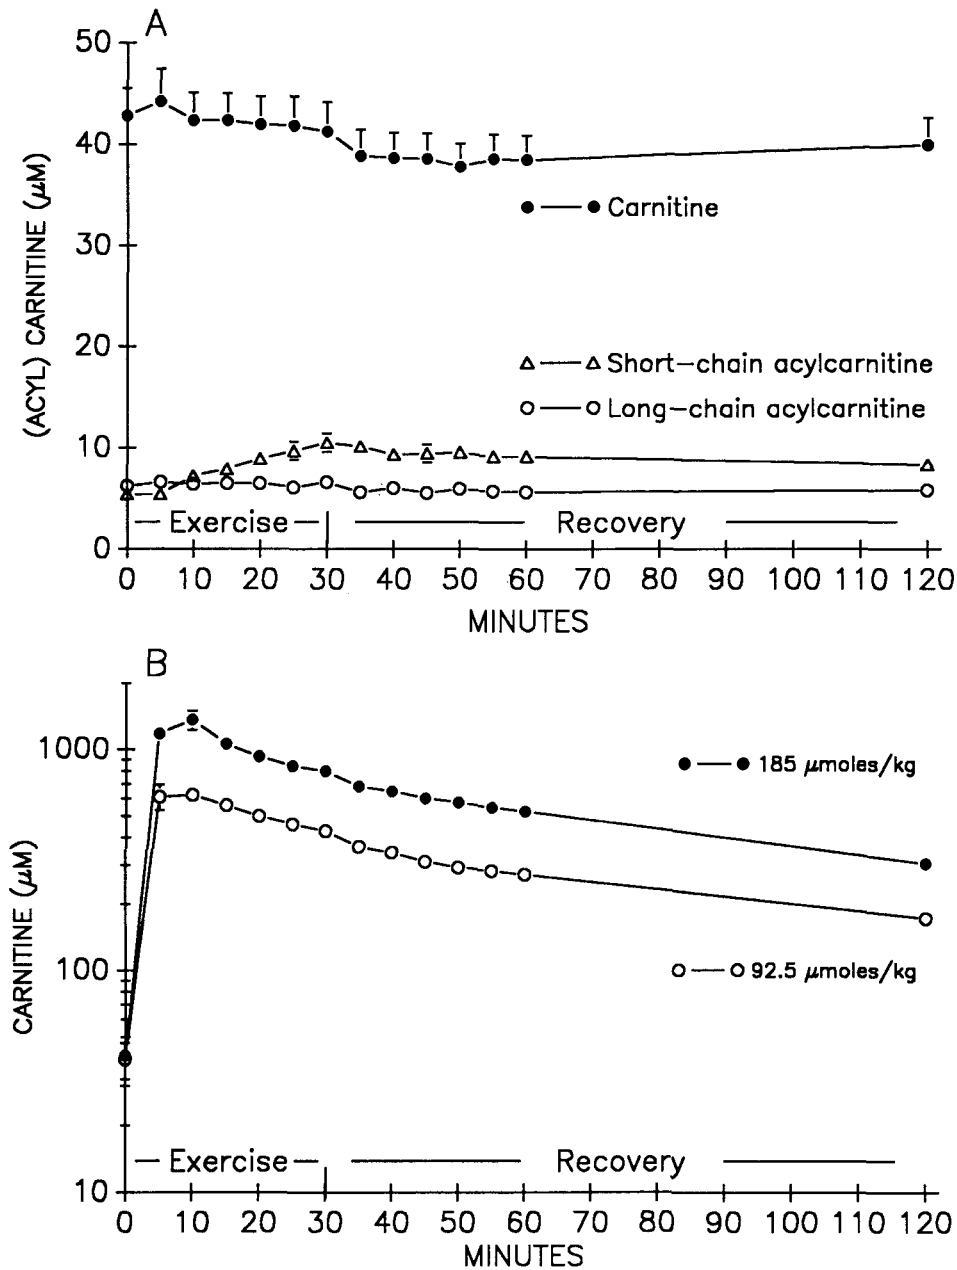 A
50
40
30
20
10
0
(ACYL) CARNITINE (μM)
Carnitine
Short-chain acylcarnitine
Long-chain acylcarnitine
Exercise
Recovery
0 10 20 30 40 50 60 70 80 90 100 110 120
MINUTES
B
1000
100
10
CARNITINE (μM)
185 μmoles/kg
92.5 μmoles/kg
Exercise
Recovery
0 10 20 30 40 50 60 70 80 90 100 110 120
MINUTES